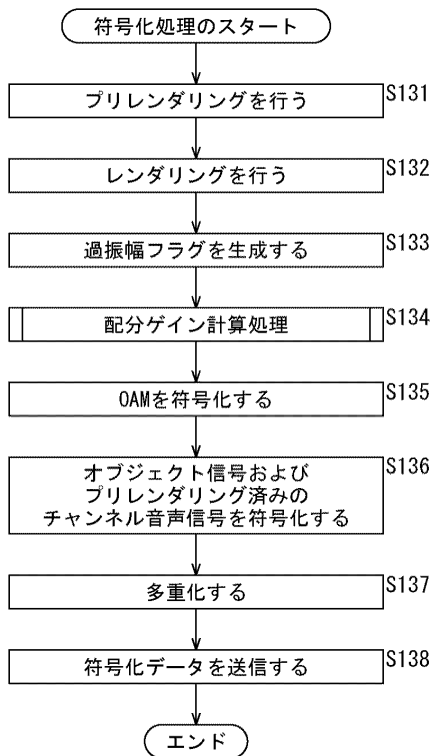 符号化処理のスタート
プリレンダリングを行う
S131
レンダリングを行う
S132
過振幅フラグを生成する
S133
配分ゲイン計算処理
S134
OAMを符号化する
S135
オブジェクト信号および
プリレンダリング済みの
チャンネル音声信号を符号化する
S136
多重化する
S137
符号化データを送信する
S138
エンド